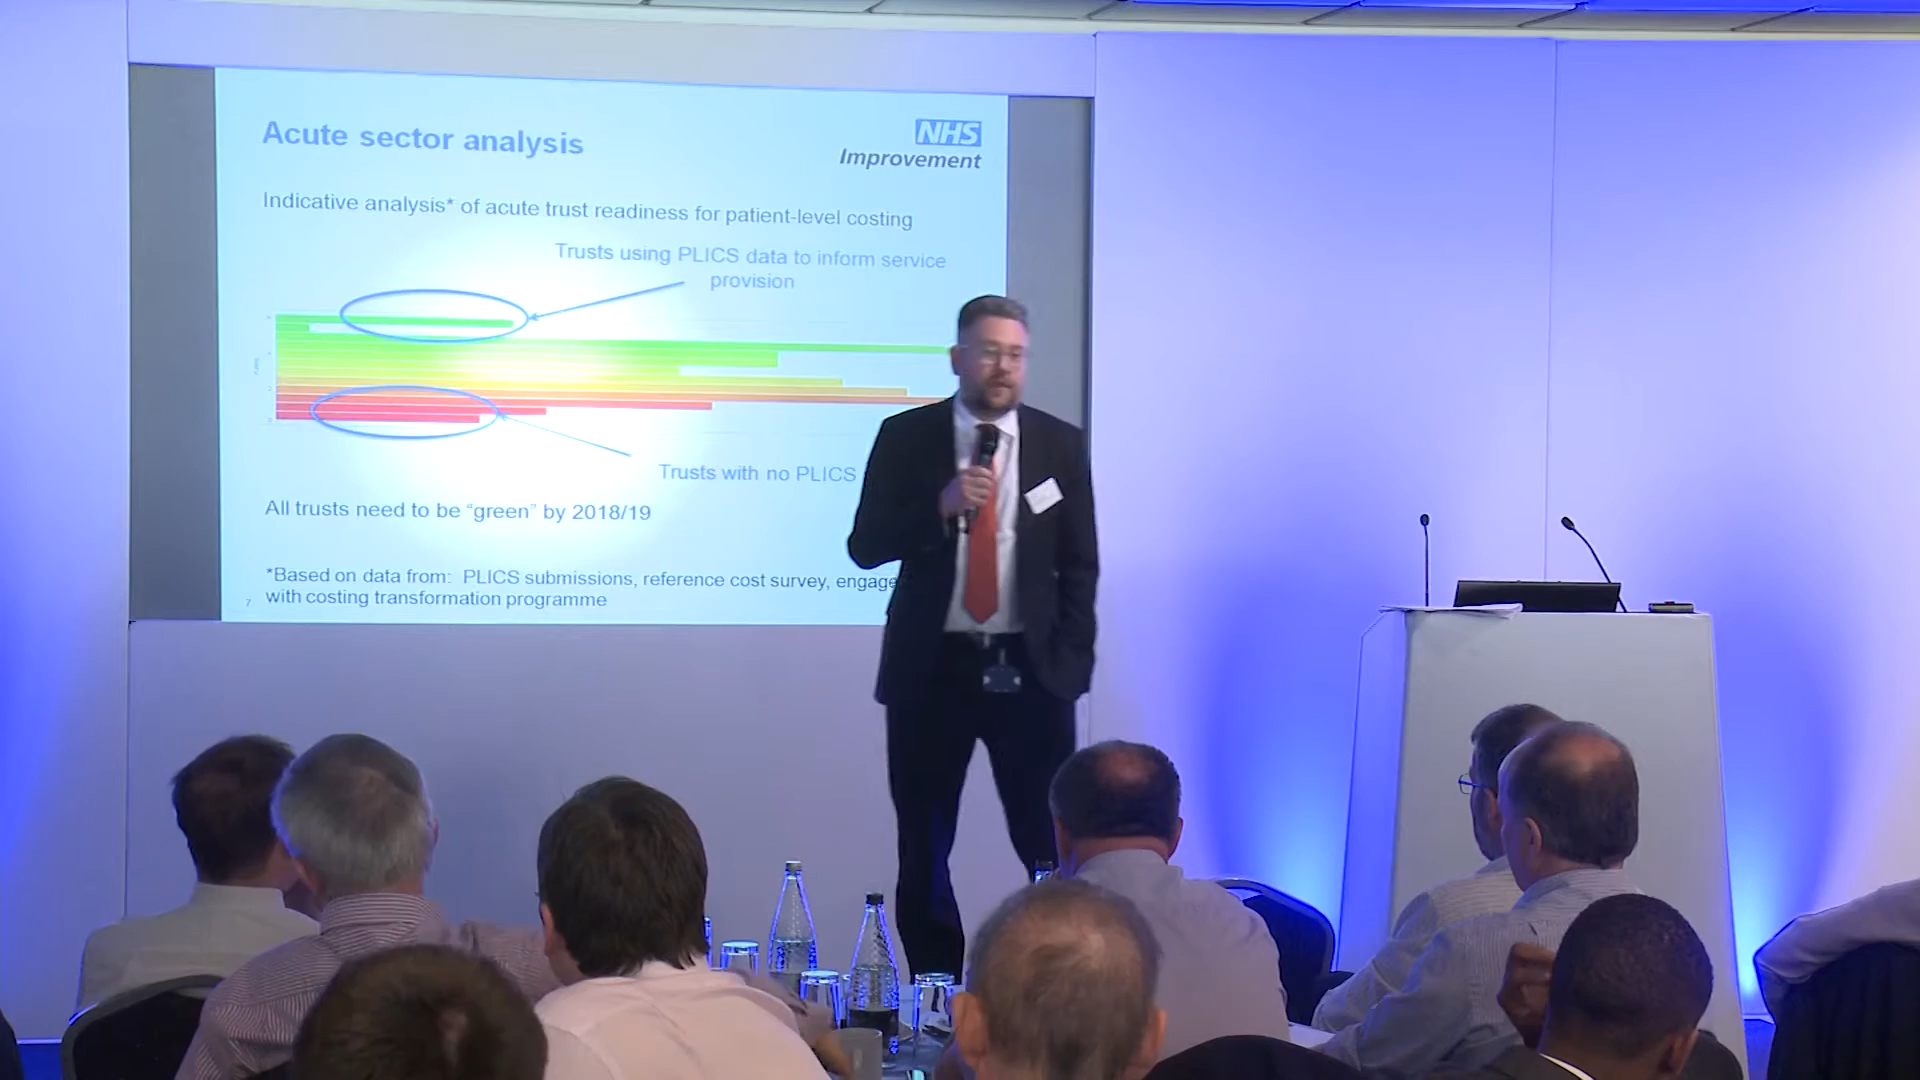 Acute sector analysis
NHS
Improvement
Indicative analysis* of acute trust readiness for patient-level costing
Trusts using PLICS data to inform service
provision
Trusts with no PLICS
All trusts need to be “green” by 2018/19
*Based on data from: PLICS submissions, reference cost survey, engage
with costing transformation programme
7